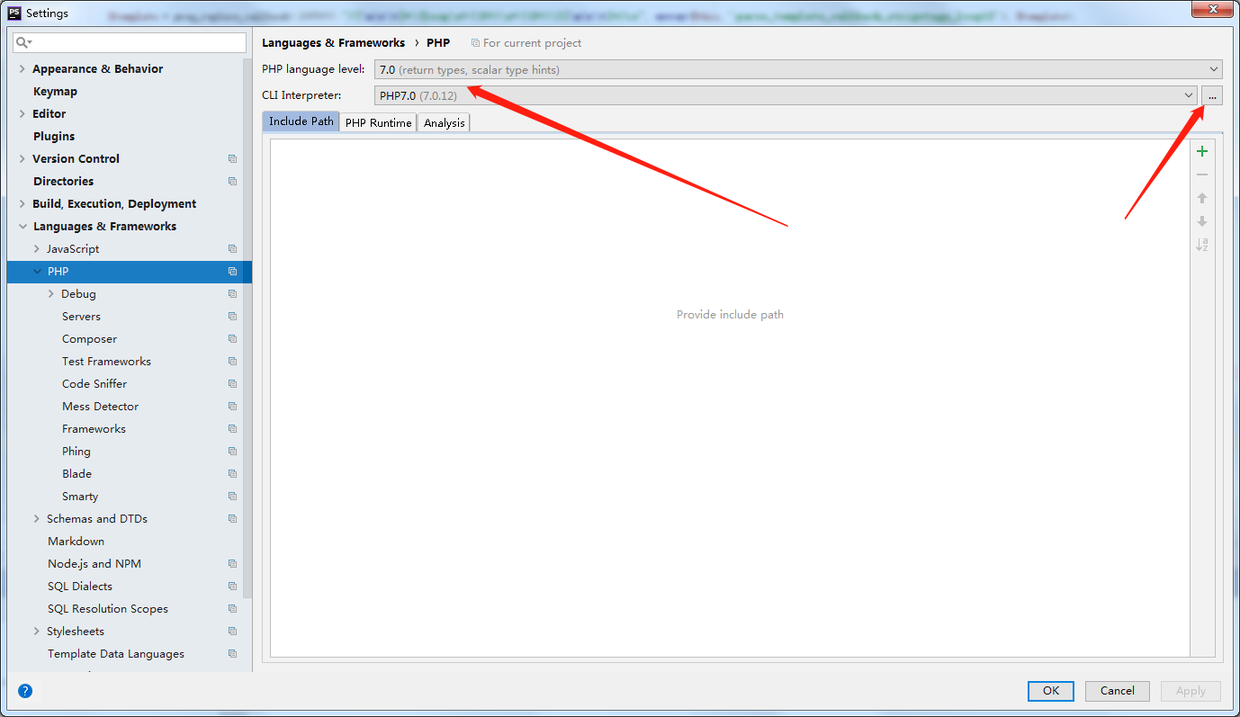 PS Settings
Languages & Frameworks › PHP For current project
Appearance & Behavior
Keymap
Editor
Plugins
Version Control
Directories
Build, Execution, Deployment
Languages & Frameworks
JavaScript
PHP
Debug
Servers
Composer
Test Frameworks
Code Sniffer
Mess Detector
Frameworks
Phing
Blade
Smarty
Schemas and DTDs
Markdown
Node.js and NPM
SQL Dialects
SQL Resolution Scopes
Stylesheets
Template Data Languages
PHP language level: 7.0 (return types, scalar type hints)
CLI Interpreter: PHP7.0 (7.0.12) ...
Include Path PHP Runtime Analysis
Provide include path
? OK Cancel Apply